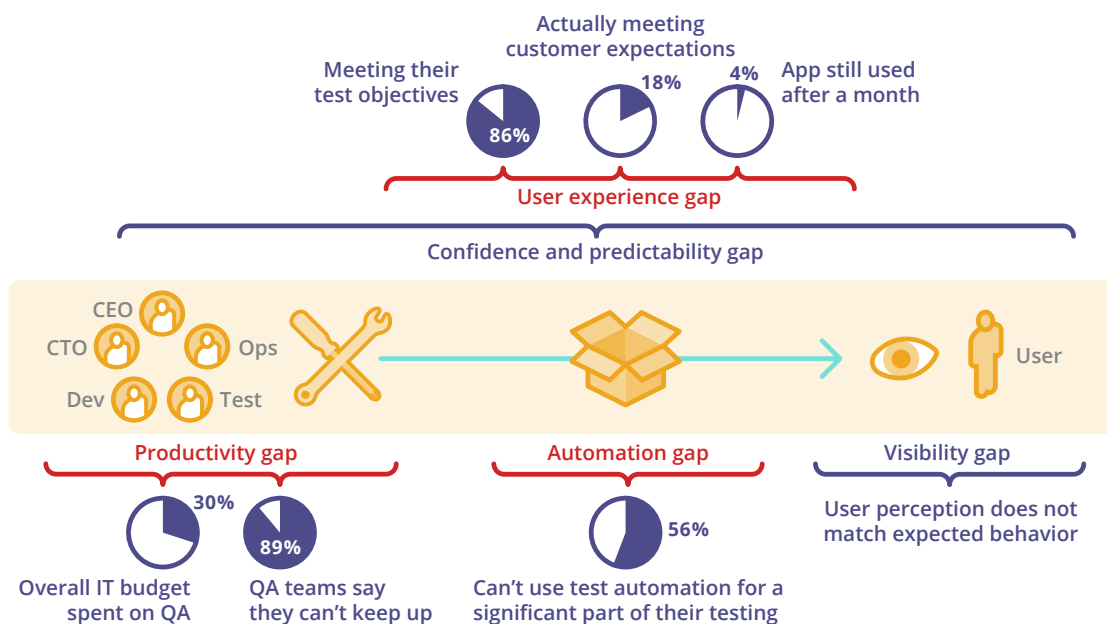 Actually meeting
customer expectations
Meeting their
test objectives
86%
18%
4%
App still used
after a month
User experience gap
Confidence and predictability gap
CEO
CTO
Ops
Dev
Test
User
Productivity gap
30%
89%
Overall IT budget
spent on QA
QA teams say
they can’t keep up
Automation gap
56%
Can’t use test automation for a
significant part of their testing
Visibility gap
User perception does not
match expected behavior